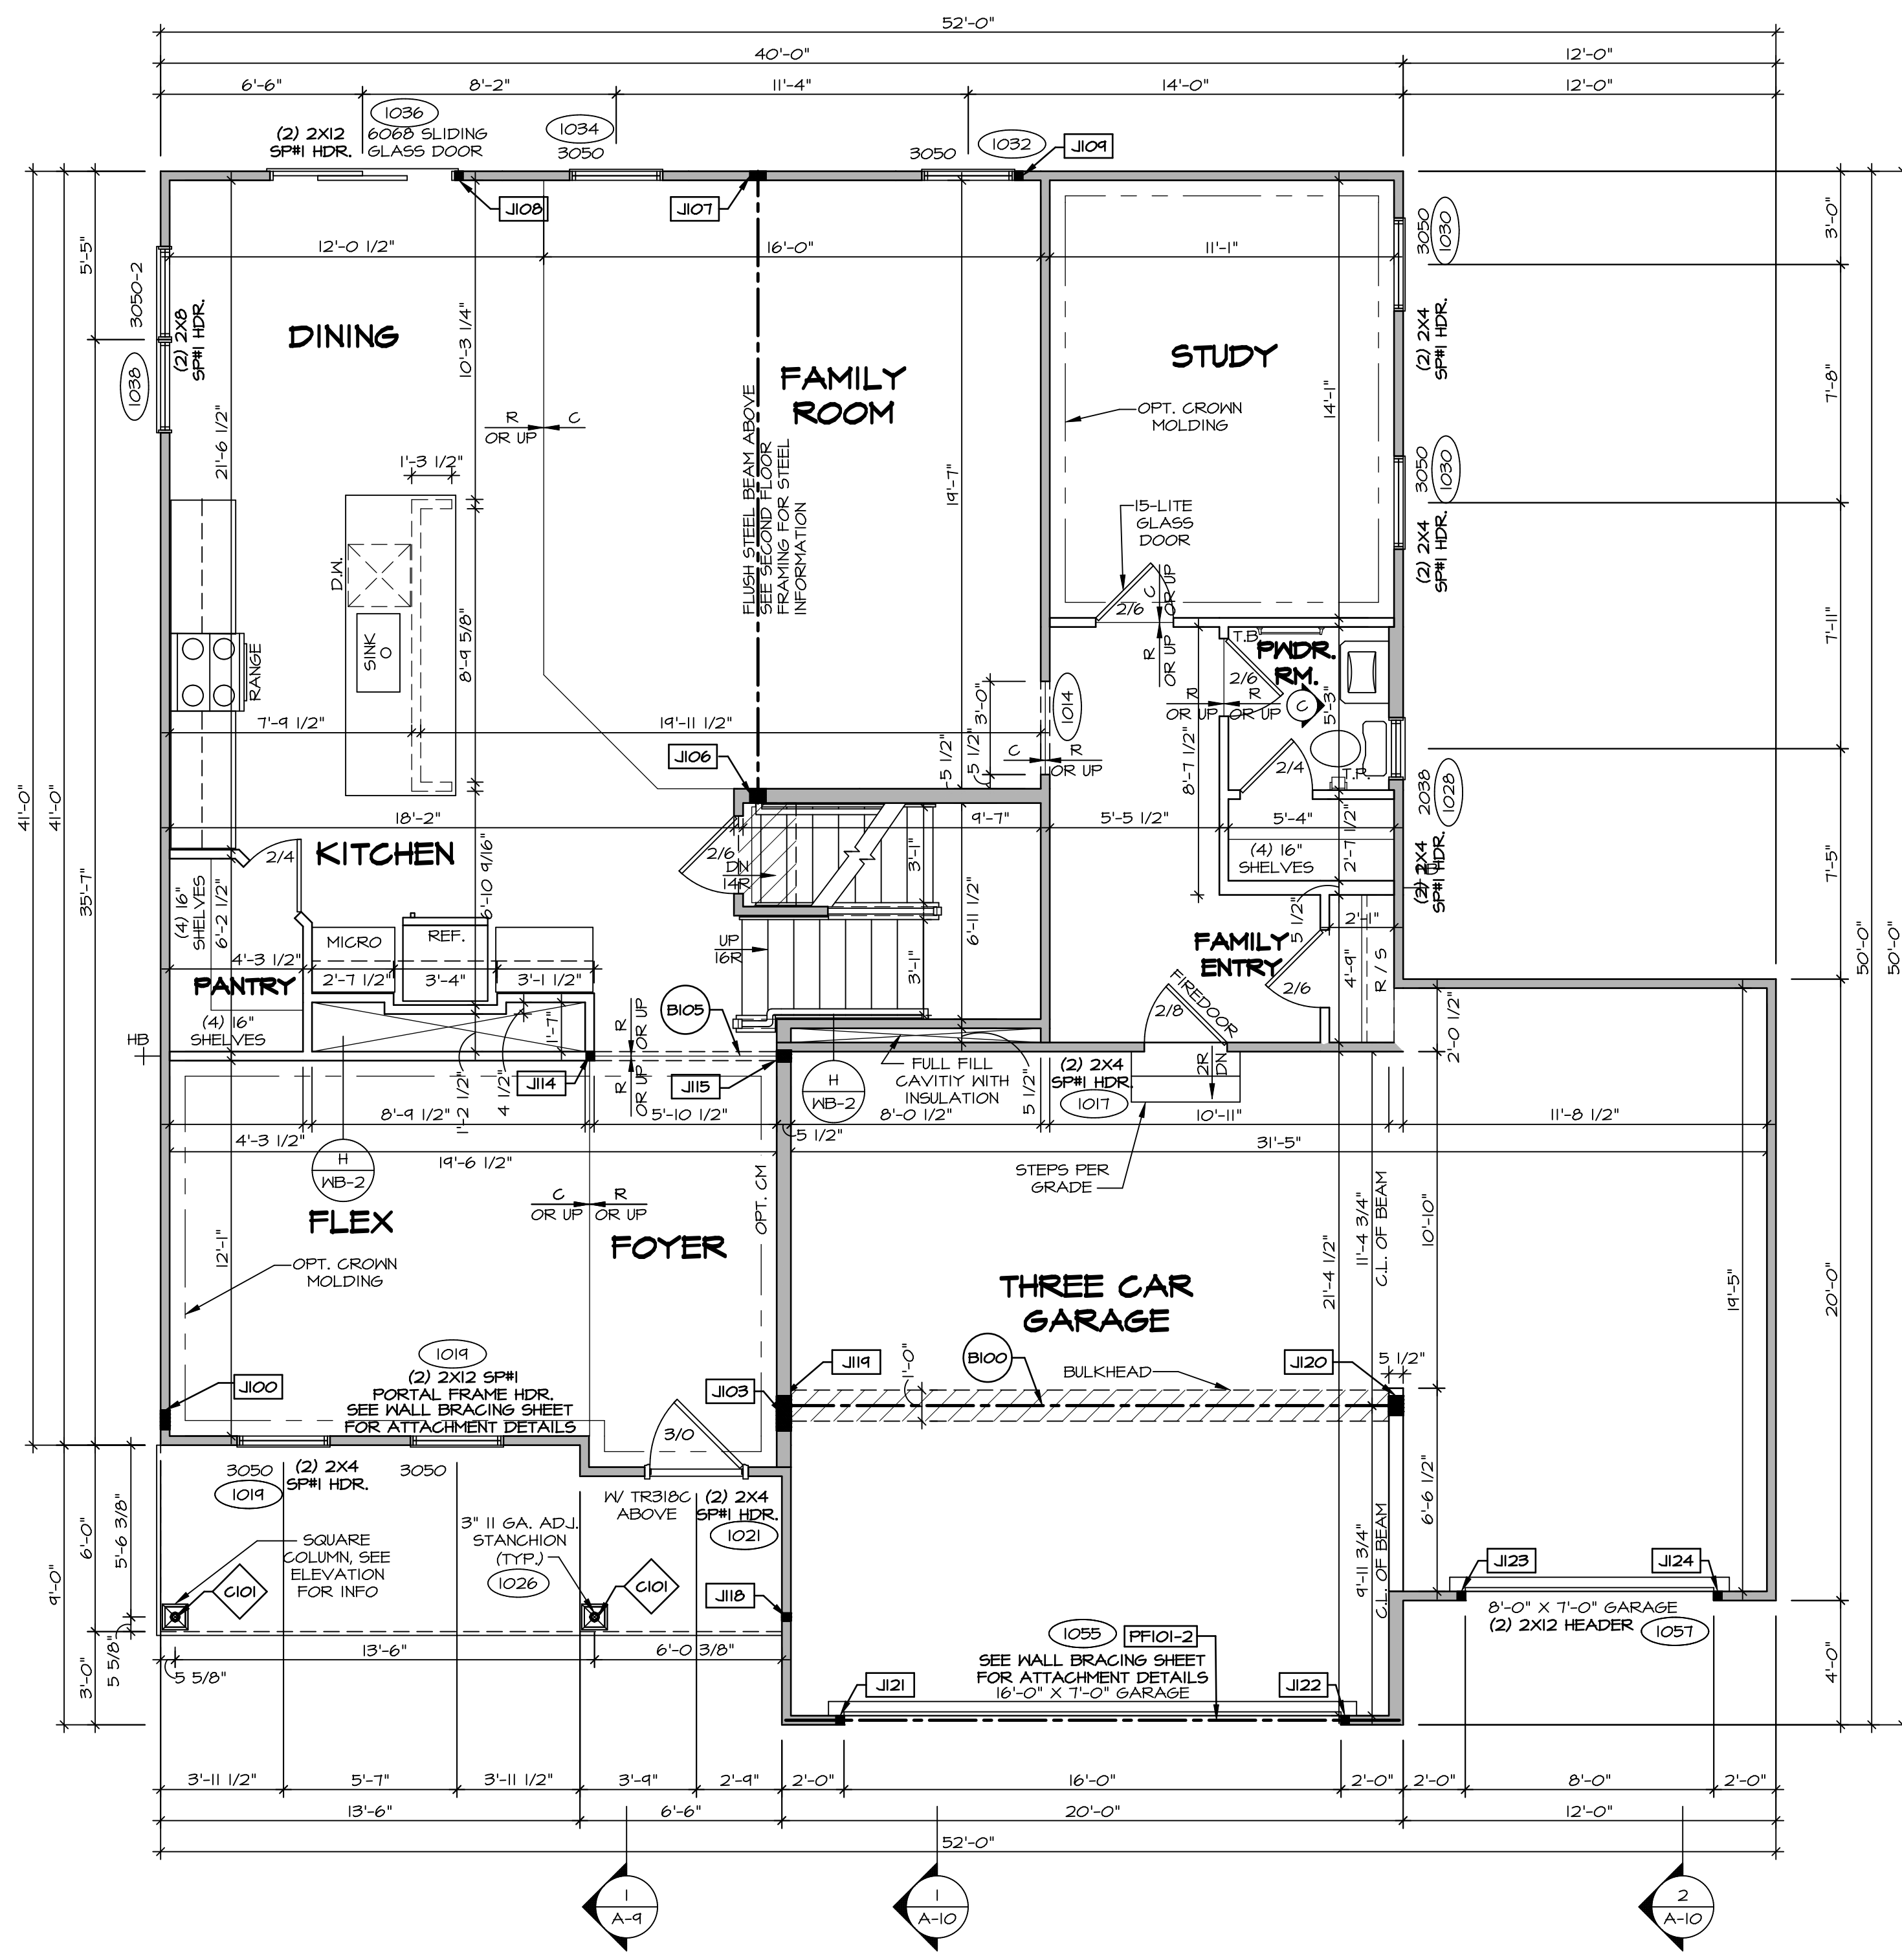 52'-0"
40'-0"
12'-0"
6'-6"
8'-2"
11'-4"
14'-0"
12'-0"
1036
(2) 2X12
SP#1 HDR.
6068 SLIDING
GLASS DOOR
1034
3050
3050
1032
J109
J108
J107
12'-0 1/2"
16'-0"
11'-1"
5'-5"
3050-2
1038
(2) 2X8
SP#1 HDR.
DINING
10'-3 1/4"
FAMILY
ROOM
STUDY
OPT. CROWN
MOLDING
14'-1"
3050
1030
(2) 2X4
SP#1 HDR.
3'-0"
7'-8"
R
OR UP
C
21'-6 1/2"
1'-3 1/2"
FLUSH STEEL BEAM ABOVE
SEE SECOND FLOOR
FRAMING FOR STEEL
INFORMATION
19'-7"
15-LITE
GLASS
DOOR
2/6
C
OR UP
R
OR UP
3050
1030
(2) 2X4
SP#1 HDR.
7'-11"
D.W.
SINK
RANGE
8'-9 5/8"
T.B.
PWDR.
RM.
2/6
R
OR UP
R
OR UP
C
5'-3"
7'-9 1/2"
19'-11 1/2"
3'-0"
1014
J106
5 1/2"
5 1/2"
C
R
OR UP
8'-7 1/2"
2/4
T.P.
2038
1028
(2) 2X4
SP#1 HDR.
7'-5"
41'-0"
41'-0"
35'-7"
18'-2"
9'-7"
5'-5 1/2"
5'-4"
2'-7 1/2"
(4) 16"
SHELVES
KITCHEN
2/4
2/6
DN
14R
3'-1"
6'-10 9/16"
6'-11 1/2"
(4) 16"
SHELVES
6'-2 1/2"
MICRO
REF.
UP
16R
3'-1"
FAMILY
ENTRY
5 1/2"
2'-1"
4'-9"
R / S
2/6
FIREDOOR
2/8
4'-3 1/2"
2'-7 1/2"
3'-4"
3'-1 1/2"
PANTRY
(4) 16"
SHELVES
1'-7"
R
OR UP
R
OR UP
B105
HB
J114
J115
H
WB-2
FULL FILL
CAVITIY WITH
INSULATION
5 1/2"
(2) 2X4
SP#1 HDR.
1017
2R
DN
2'-0 1/2"
50'-0"
50'-0"
8'-9 1/2"
1'-2 1/2"
4 1/2"
5'-10 1/2"
8'-0 1/2"
10'-11"
11'-8 1/2"
4'-3 1/2"
19'-6 1/2"
5 1/2"
31'-5"
H
WB-2
STEPS PER
GRADE
C
OR UP
R
OR UP
OPT. CM
FLEX
FOYER
12'-1"
OPT. CROWN
MOLDING
THREE CAR
GARAGE
21'-4 1/2"
11'-4 3/4"
C.L. OF BEAM
10'-10"
19'-5"
20'-0"
J100
1019
(2) 2X12 SP#1
PORTAL FRAME HDR.
SEE WALL BRACING SHEET
FOR ATTACHMENT DETAILS
J103
J119
1'-0"
B100
BULKHEAD
J120
5 1/2"
3/0
3050
1019
(2) 2X4
SP#1 HDR.
3050
W/ TR318C
ABOVE
(2) 2X4
SP#1 HDR.
1021
6'-6 1/2"
SQUARE
COLUMN, SEE
ELEVATION
FOR INFO
3" 11 GA. ADJ.
STANCHION
(TYP.)
1026
C101
C101
J118
9'-11 3/4"
C.L. OF BEAM
J123
J124
9'-0"
6'-0"
5'-6 3/8"
3'-0"
5 5/8"
8'-0" X 7'-0" GARAGE
(2) 2X12 HEADER
1057
4'-0"
5 5/8"
13'-6"
6'-0 3/8"
1055
PF101-2
SEE WALL BRACING SHEET
FOR ATTACHMENT DETAILS
16'-0" X 7'-0" GARAGE
J121
J122
3'-11 1/2"
5'-7"
3'-11 1/2"
3'-9"
2'-9"
2'-0"
16'-0"
2'-0"
2'-0"
8'-0"
2'-0"
13'-6"
6'-6"
20'-0"
12'-0"
52'-0"
1
A-9
1
A-10
2
A-10